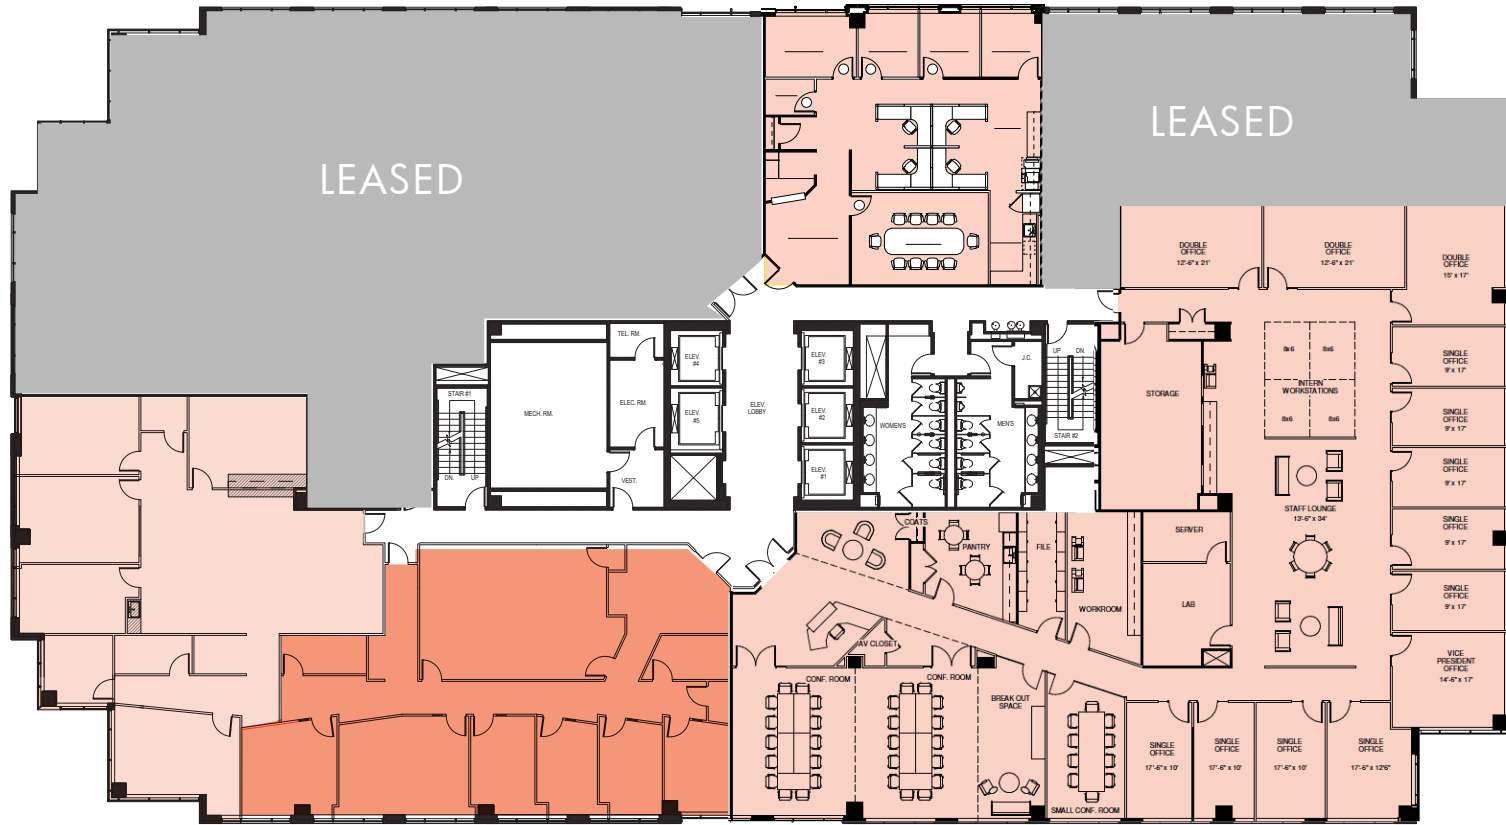 LEASED
LEASED
DOUBLE
OFFICE
12'-6" x 21'
DOUBLE
OFFICE
12'-6" x 21'
DOUBLE
OFFICE
15' x 17'
TEL. RM.
ELEV.
#4
ELEV.
#3
J.C.
UP
DN.
8x6
8x6
SINGLE
OFFICE
9' x 17'
STAIR #1
MECH. RM.
ELEC. RM.
ELEV.
#5
ELEV.
LOBBY
ELEV.
#2
WOMEN'S
MEN'S
STAIR #2
STORAGE
INTERN
WORKSTATIONS
8x6
8x6
SINGLE
OFFICE
9' x 17'
DN.
UP
VEST.
ELEV.
#1
SINGLE
OFFICE
9' x 17'
STAFF LOUNGE
13'-6" x 34'
COATS
PANTRY
FILE
SERVER
SINGLE
OFFICE
9' x 17'
WORKROOM
LAB
SINGLE
OFFICE
9' x 17'
AV CLOSET
VICE
PRESIDENT
OFFICE
14'-6" x 17'
CONF. ROOM
CONF. ROOM
BREAK OUT
SPACE
SINGLE
OFFICE
17'-6" x 10'
SINGLE
OFFICE
17'-6" x 10'
SINGLE
OFFICE
17'-6" x 10'
SINGLE
OFFICE
17'-6" x 12'6"
SMALL CONF. ROOM